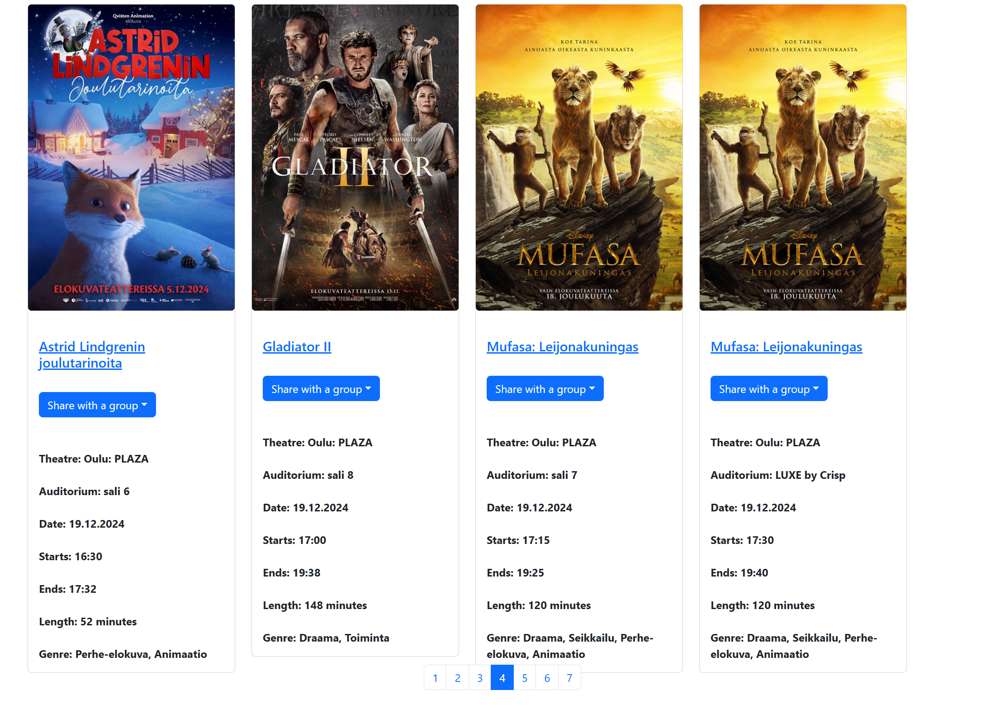 Qvisten Animation
-elokuva
ASTRID
LINDGRENIN
Joulutarinoita
ELOKUVATEATTEREISSA 5.12.2024
svt
viaplay
PAUL
MESCAL
PEDRO
PASCAL
CONNIE
NIELSEN
DENZEL
WASHINGTON
II
GLADIATOR
ELOKUVATEATTEREISSA 15.11.
KOE TARINA
AINOASTA OIKEASTA KUNINKAASTA
DISNEY
MUFASA
LEIJONAKUNINGAS
VAIN ELOKUVATEATTEREISSA
18. JOULUKUUTA
KOE TARINA
AINOASTA OIKEASTA KUNINKAASTA
DISNEY
MUFASA
LEIJONAKUNINGAS
VAIN ELOKUVATEATTEREISSA
18. JOULUKUUTA
Astrid Lindgrenin
joulutarinoita
Share with a group
Theatre: Oulu: PLAZA
Auditorium: sali 6
Date: 19.12.2024
Starts: 16:30
Ends: 17:32
Length: 52 minutes
Genre: Perhe-elokuva, Animaatio
Gladiator II
Share with a group
Theatre: Oulu: PLAZA
Auditorium: sali 8
Date: 19.12.2024
Starts: 17:00
Ends: 19:38
Length: 148 minutes
Genre: Draama, Toiminta
Mufasa: Leijonakuningas
Share with a group
Theatre: Oulu: PLAZA
Auditorium: sali 7
Date: 19.12.2024
Starts: 17:15
Ends: 19:25
Length: 120 minutes
Genre: Draama, Seikkailu, Perhe-
elokuva, Animaatio
Mufasa: Leijonakuningas
Share with a group
Theatre: Oulu: PLAZA
Auditorium: LUXE by Crisp
Date: 19.12.2024
Starts: 17:30
Ends: 19:40
Length: 120 minutes
Genre: Draama, Seikkailu, Perhe-
elokuva, Animaatio
1 2 3 4 5 6 7